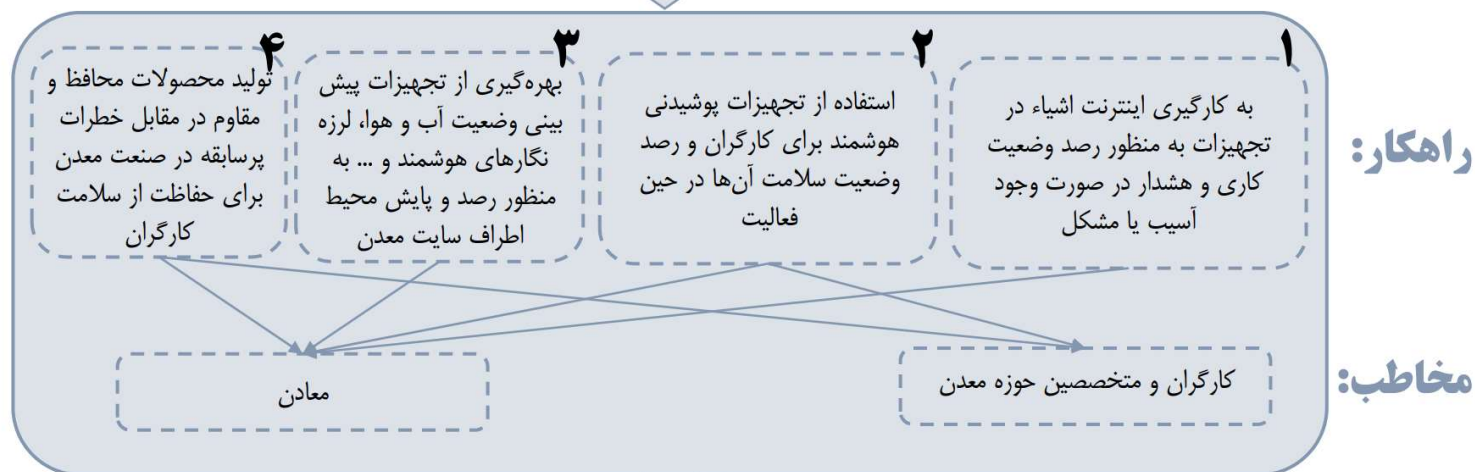 راهکار:
۱
به کارگیری اینترنت اشیاء در
تجهیزات به منظور رصد وضعیت
کاری و هشدار در صورت وجود
آسیب یا مشکل
۲
استفاده از تجهیزات پوشیدنی
هوشمند برای کارگران و رصد
وضعیت سلامت آن‌ها در حین
فعالیت
۳
بهره‌گیری از تجهیزات پیش
بینی وضعیت آب و هوا، لرزه
نگارهای هوشمند و ... به
منظور رصد و پایش محیط
اطراف سایت معدن
۴
تولید محصولات محافظ و
مقاوم در مقابل خطرات
پرسابقه در صنعت معدن
برای حفاظت از سلامت
کارگران
مخاطب:
کارگران و متخصصین حوزه معدن
معادن